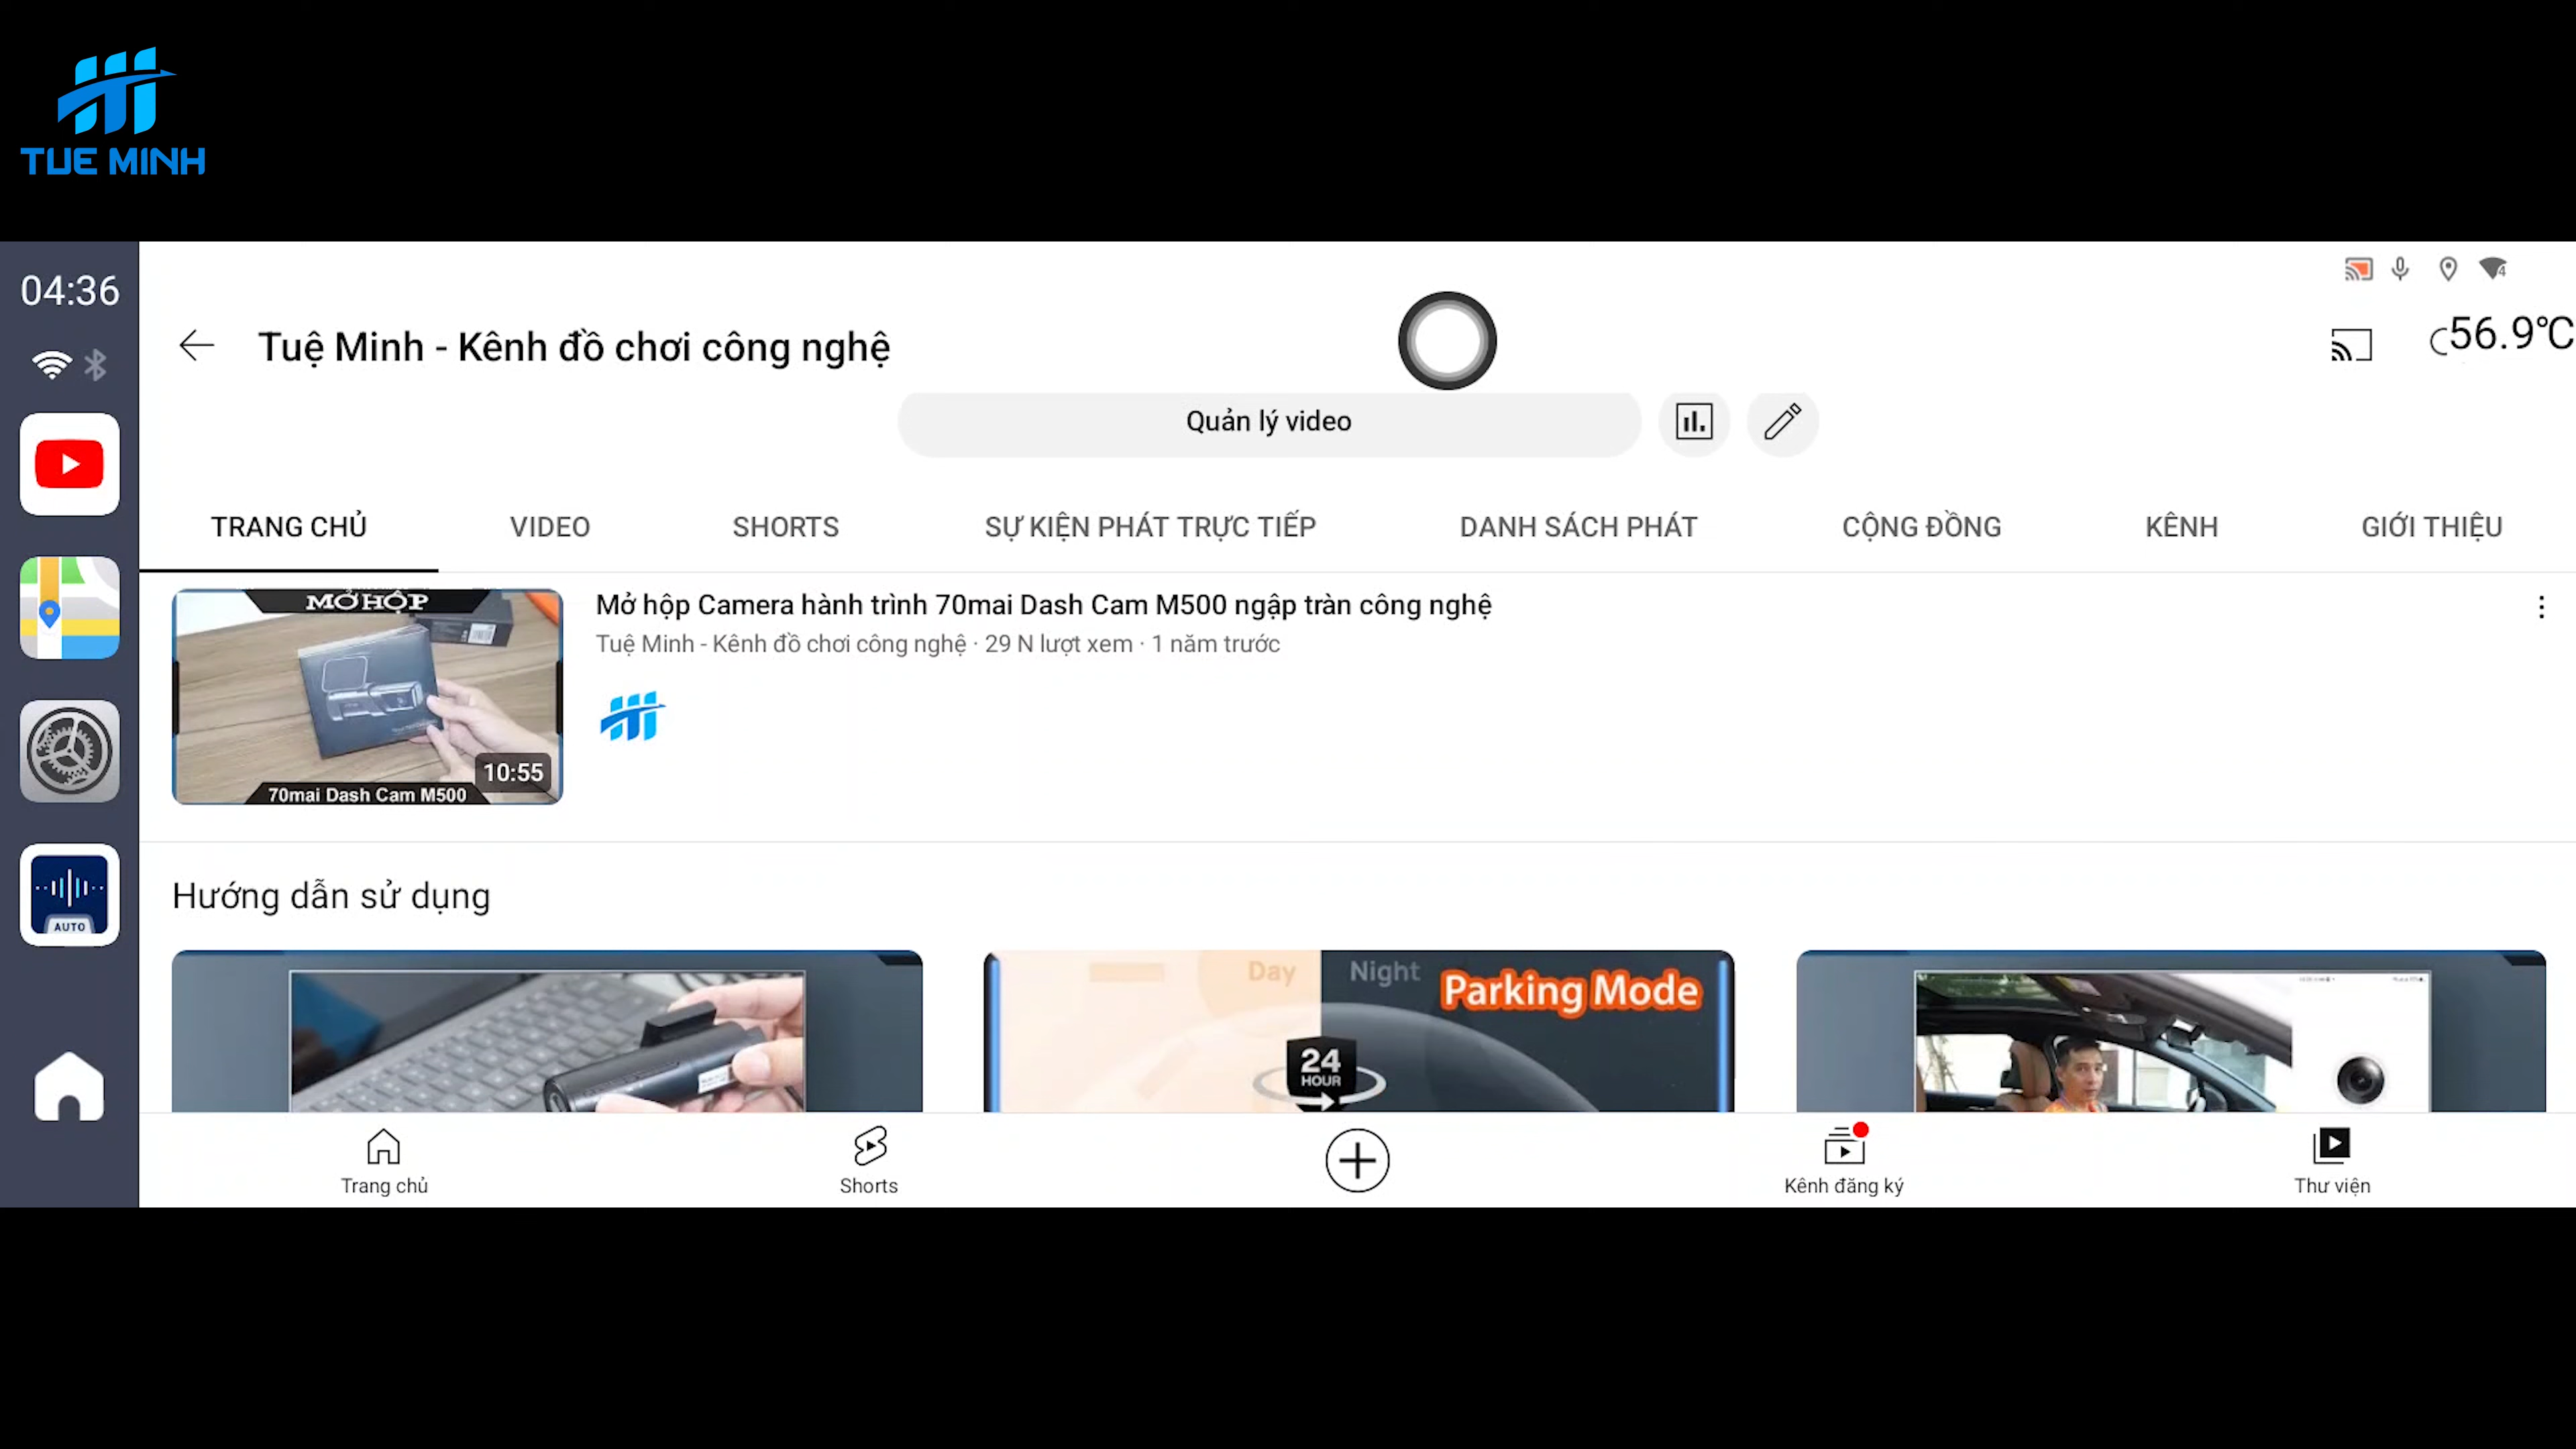 TUE MINH
04:36
Tuệ Minh - Kênh đồ chơi công nghệ
56.9℃
Quản lý video
TRANG CHỦ
VIDEO
SHORTS
SỰ KIỆN PHÁT TRỰC TIẾP
DANH SÁCH PHÁT
CỘNG ĐỒNG
KÊNH
GIỚI THIỆU
MỞ HỘP
10:55
70mai Dash Cam M500
Mở hộp Camera hành trình 70mai Dash Cam M500 ngập tràn công nghệ
Tuệ Minh - Kênh đồ chơi công nghệ · 29 N lượt xem · 1 năm trước
AUTO
Hướng dẫn sử dụng
Day
Night
Parking Mode
24
HOUR
Trang chủ
Shorts
Kênh đăng ký
Thư viện